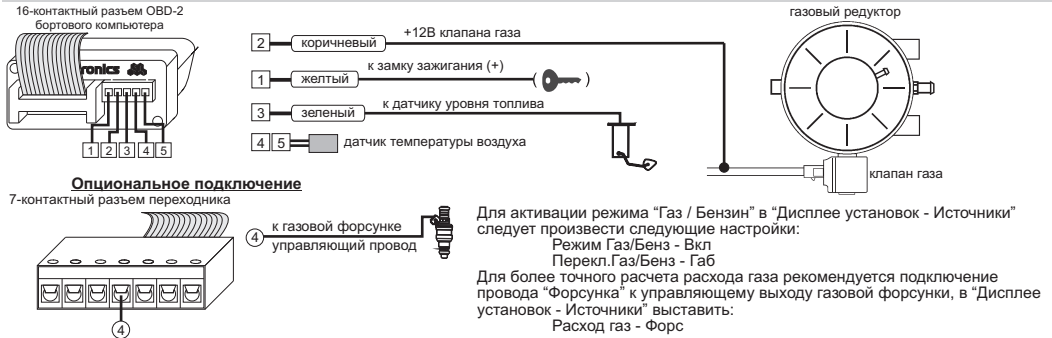 16-контактный разъем OBD-2
бортового компьютера
ronics
1 2 3 4 5
2 коричневый +12В клапана газа
1 желтый к замку зажигания (+) ( )
3 зеленый к датчику уровня топлива
4 5 датчик температуры воздуха
газовый редуктор
клапан газа
Опциональное подключение
7-контактный разъем переходника
4
4 к газовой форсунке
управляющий провод
Для активации режима “Газ / Бензин” в “Дисплее установок - Источники”
следует произвести следующие настройки:
Режим Газ/Бенз - Вкл
Перекл.Газ/Бенз - Габ
Для более точного расчета расхода газа рекомендуется подключение
провода “Форсунка” к управляющему выходу газовой форсунки, в “Дисплее
установок - Источники” выставить:
Расход газ - Форс